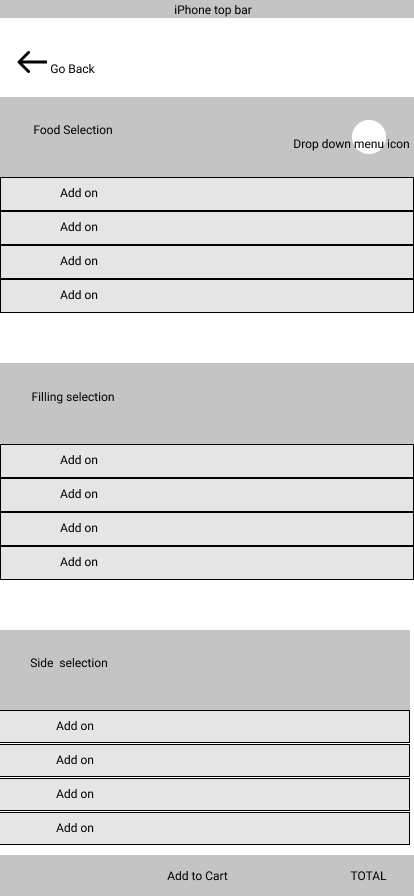 iPhone top bar
Go Back
Food Selection
Drop down menu icon
Add on
Add on
Add on
Add on
Filling selection
Add on
Add on
Add on
Add on
Side  selection
Add on
Add on
Add on
Add on
Add to Cart
TOTAL